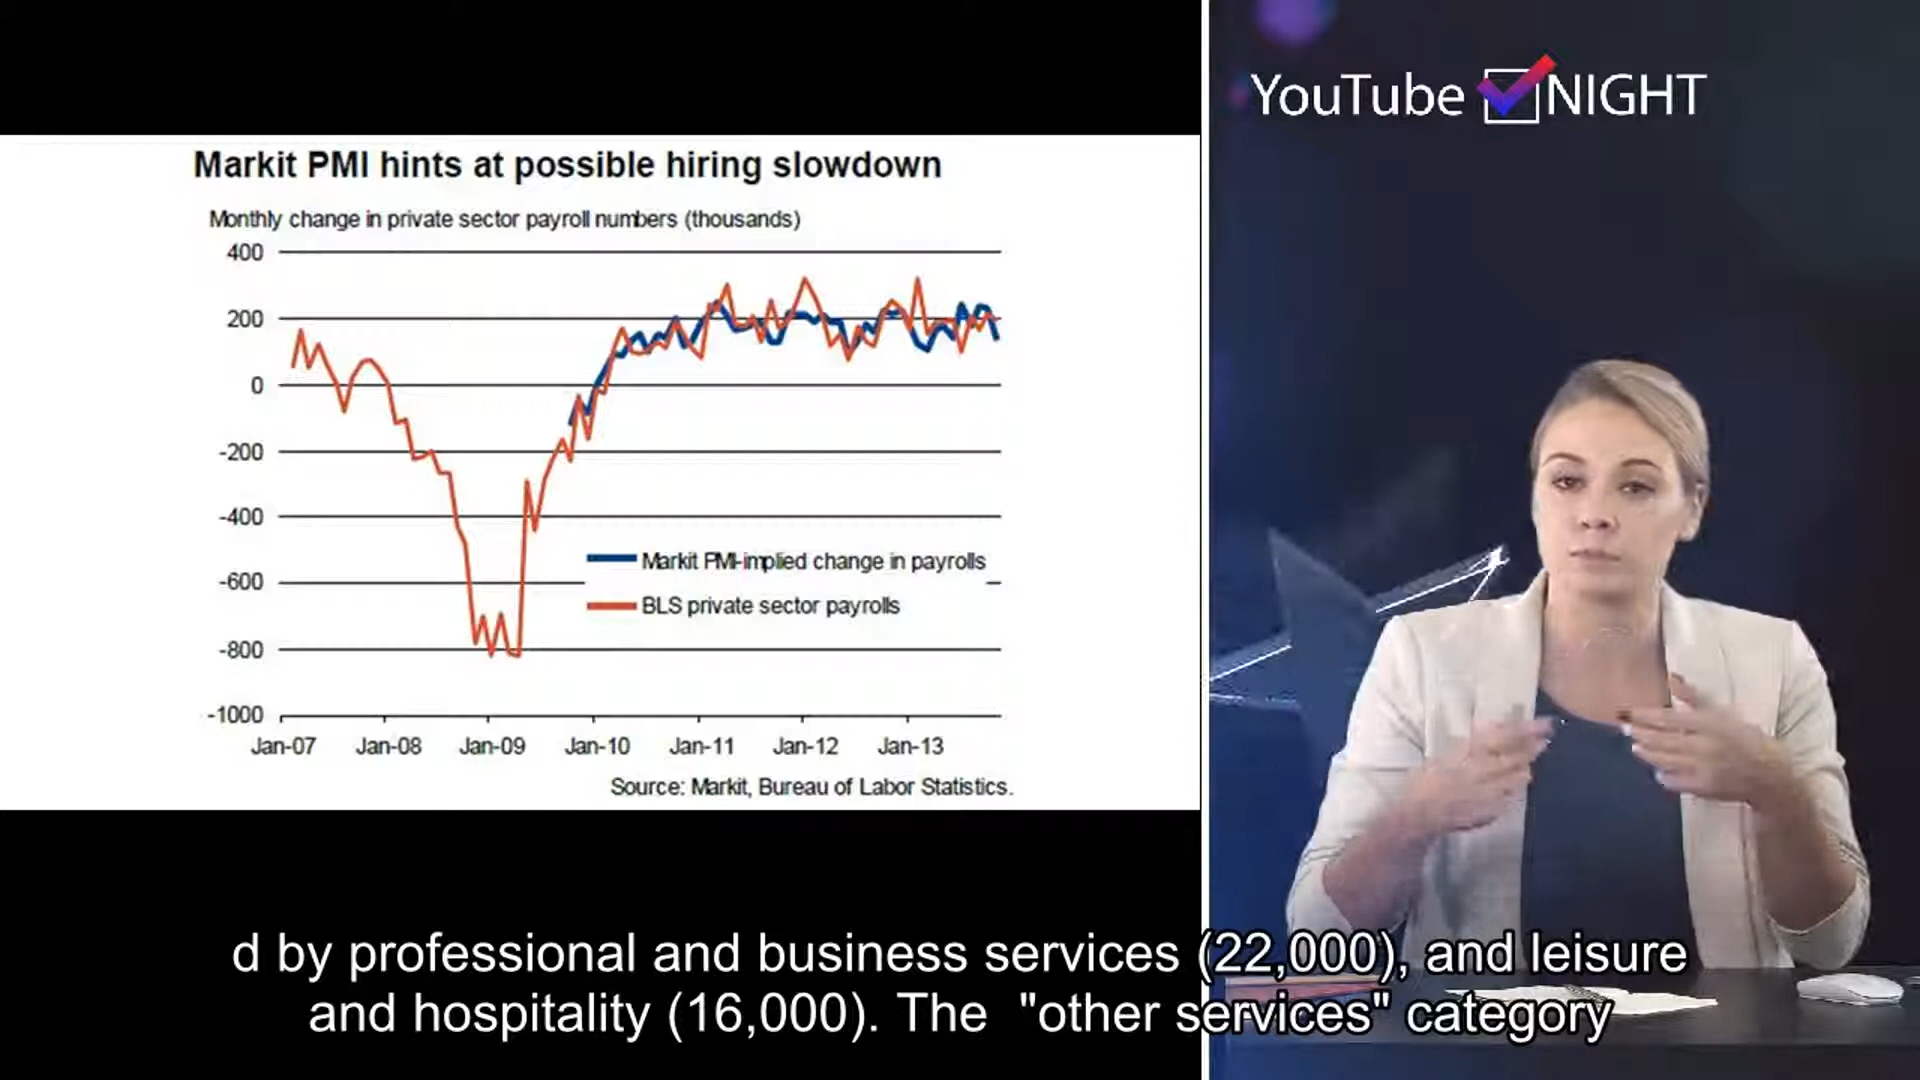 YouTube NIGHT
Markit PMI hints at possible hiring slowdown
Monthly change in private sector payroll numbers (thousands)
400
200
0
-200
-400
-600
-800
-1000
Markit PMI-implied change in payrolls
BLS private sector payrolls
Jan-07 Jan-08 Jan-09 Jan-10 Jan-11 Jan-12 Jan-13
Source: Markit, Bureau of Labor Statistics.
d by professional and business services (22,000), and leisure
and hospitality (16,000). The "other services" category